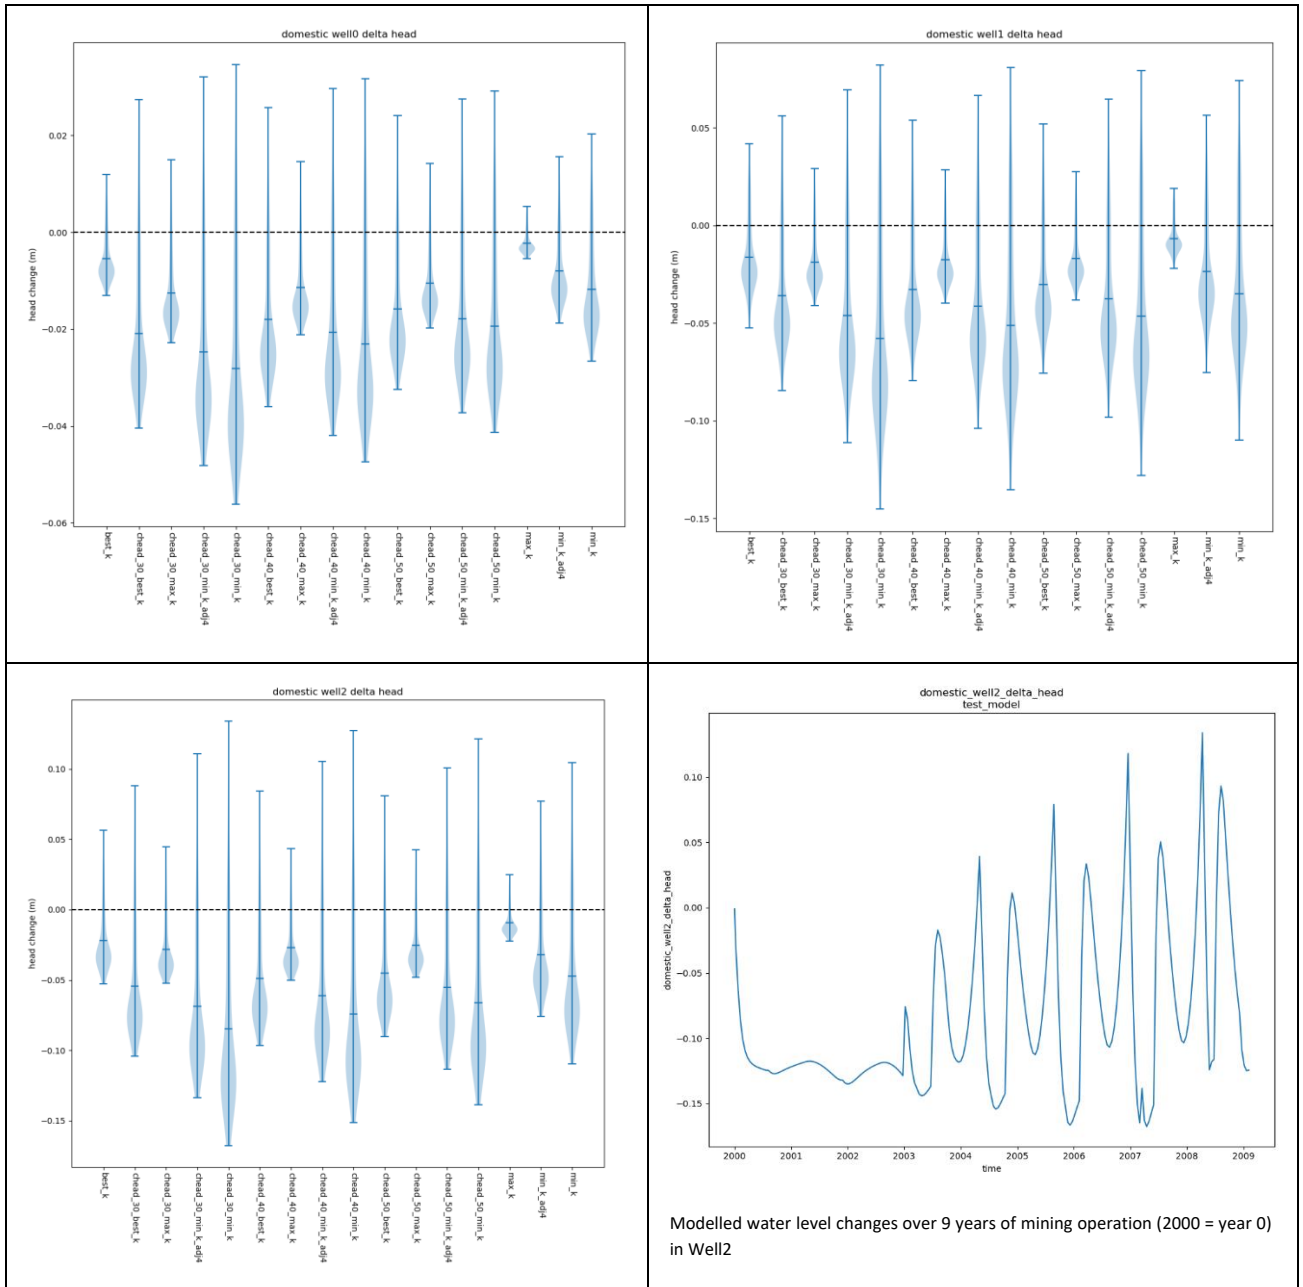 domestic well0 delta head
head change (m)
0.02
0.00
−0.02
−0.04
−0.06
best_k
chead_30_best_k
chead_30_max_k
chead_30_min_k_adj4
chead_30_min_k
chead_40_best_k
chead_40_max_k
chead_40_min_k_adj4
chead_40_min_k
chead_50_best_k
chead_50_max_k
chead_50_min_k_adj4
chead_50_min_k
max_k
min_k_adj4
min_k
domestic well1 delta head
head change (m)
0.05
0.00
−0.05
−0.10
−0.15
best_k
chead_30_best_k
chead_30_max_k
chead_30_min_k_adj4
chead_30_min_k
chead_40_best_k
chead_40_max_k
chead_40_min_k_adj4
chead_40_min_k
chead_50_best_k
chead_50_max_k
chead_50_min_k_adj4
chead_50_min_k
max_k
min_k_adj4
min_k
domestic well2 delta head
head change (m)
0.10
0.05
0.00
−0.05
−0.10
−0.15
best_k
chead_30_best_k
chead_30_max_k
chead_30_min_k_adj4
chead_30_min_k
chead_40_best_k
chead_40_max_k
chead_40_min_k_adj4
chead_40_min_k
chead_50_best_k
chead_50_max_k
chead_50_min_k_adj4
chead_50_min_k
max_k
min_k_adj4
min_k
domestic_well2_delta_head
test_model
domestic_well2_delta_head
0.10
0.05
0.00
−0.05
−0.10
−0.15
2000 2001 2002 2003 2004 2005 2006 2007 2008 2009
time
Modelled water level changes over 9 years of mining operation (2000 = year 0)
in Well2